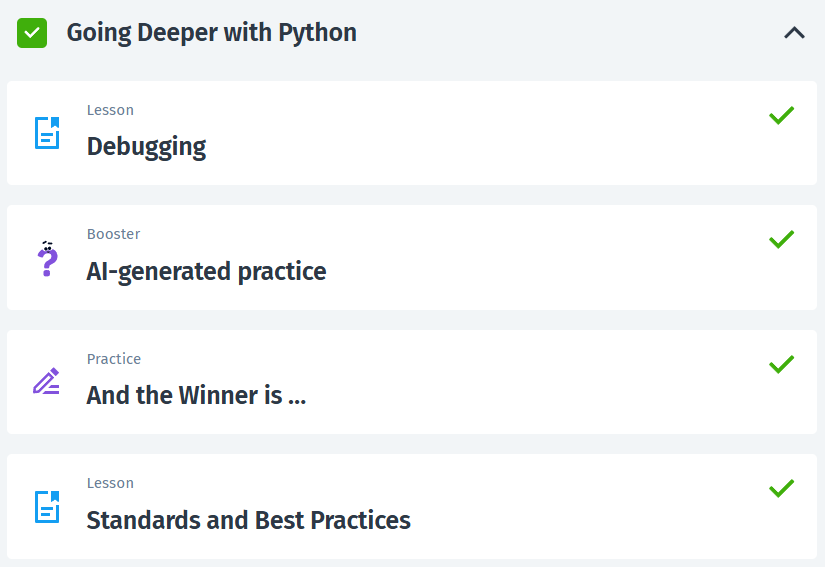 Going Deeper with Python
Lesson
Debugging
Booster
AI-generated practice
Practice
And the Winner is ...
Lesson
Standards and Best Practices